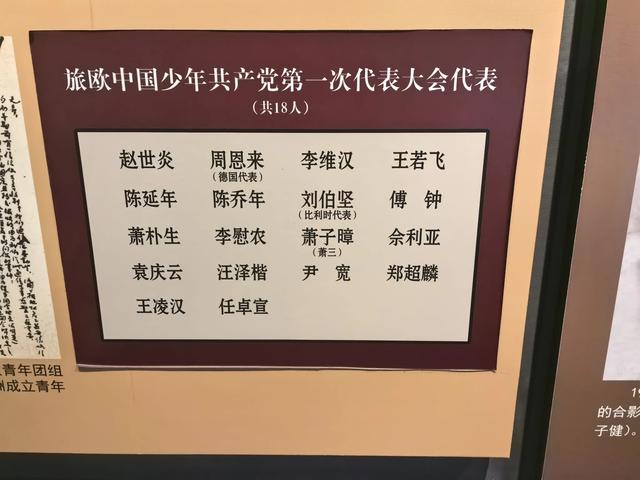 旅欧中国少年共产党第一次代表大会代表
（共18人）
赵世炎 周恩来 李维汉 王若飞
（德国代表）
陈延年 陈乔年 刘伯坚 傅 钟
（比利时代表）
萧朴生 李慰农 萧子暲 佘利亚
（萧三）
袁庆云 汪泽楷 尹 宽 郑超麟
王凌汉 任卓宣
青年团组
成立青年
的合影
子健）。